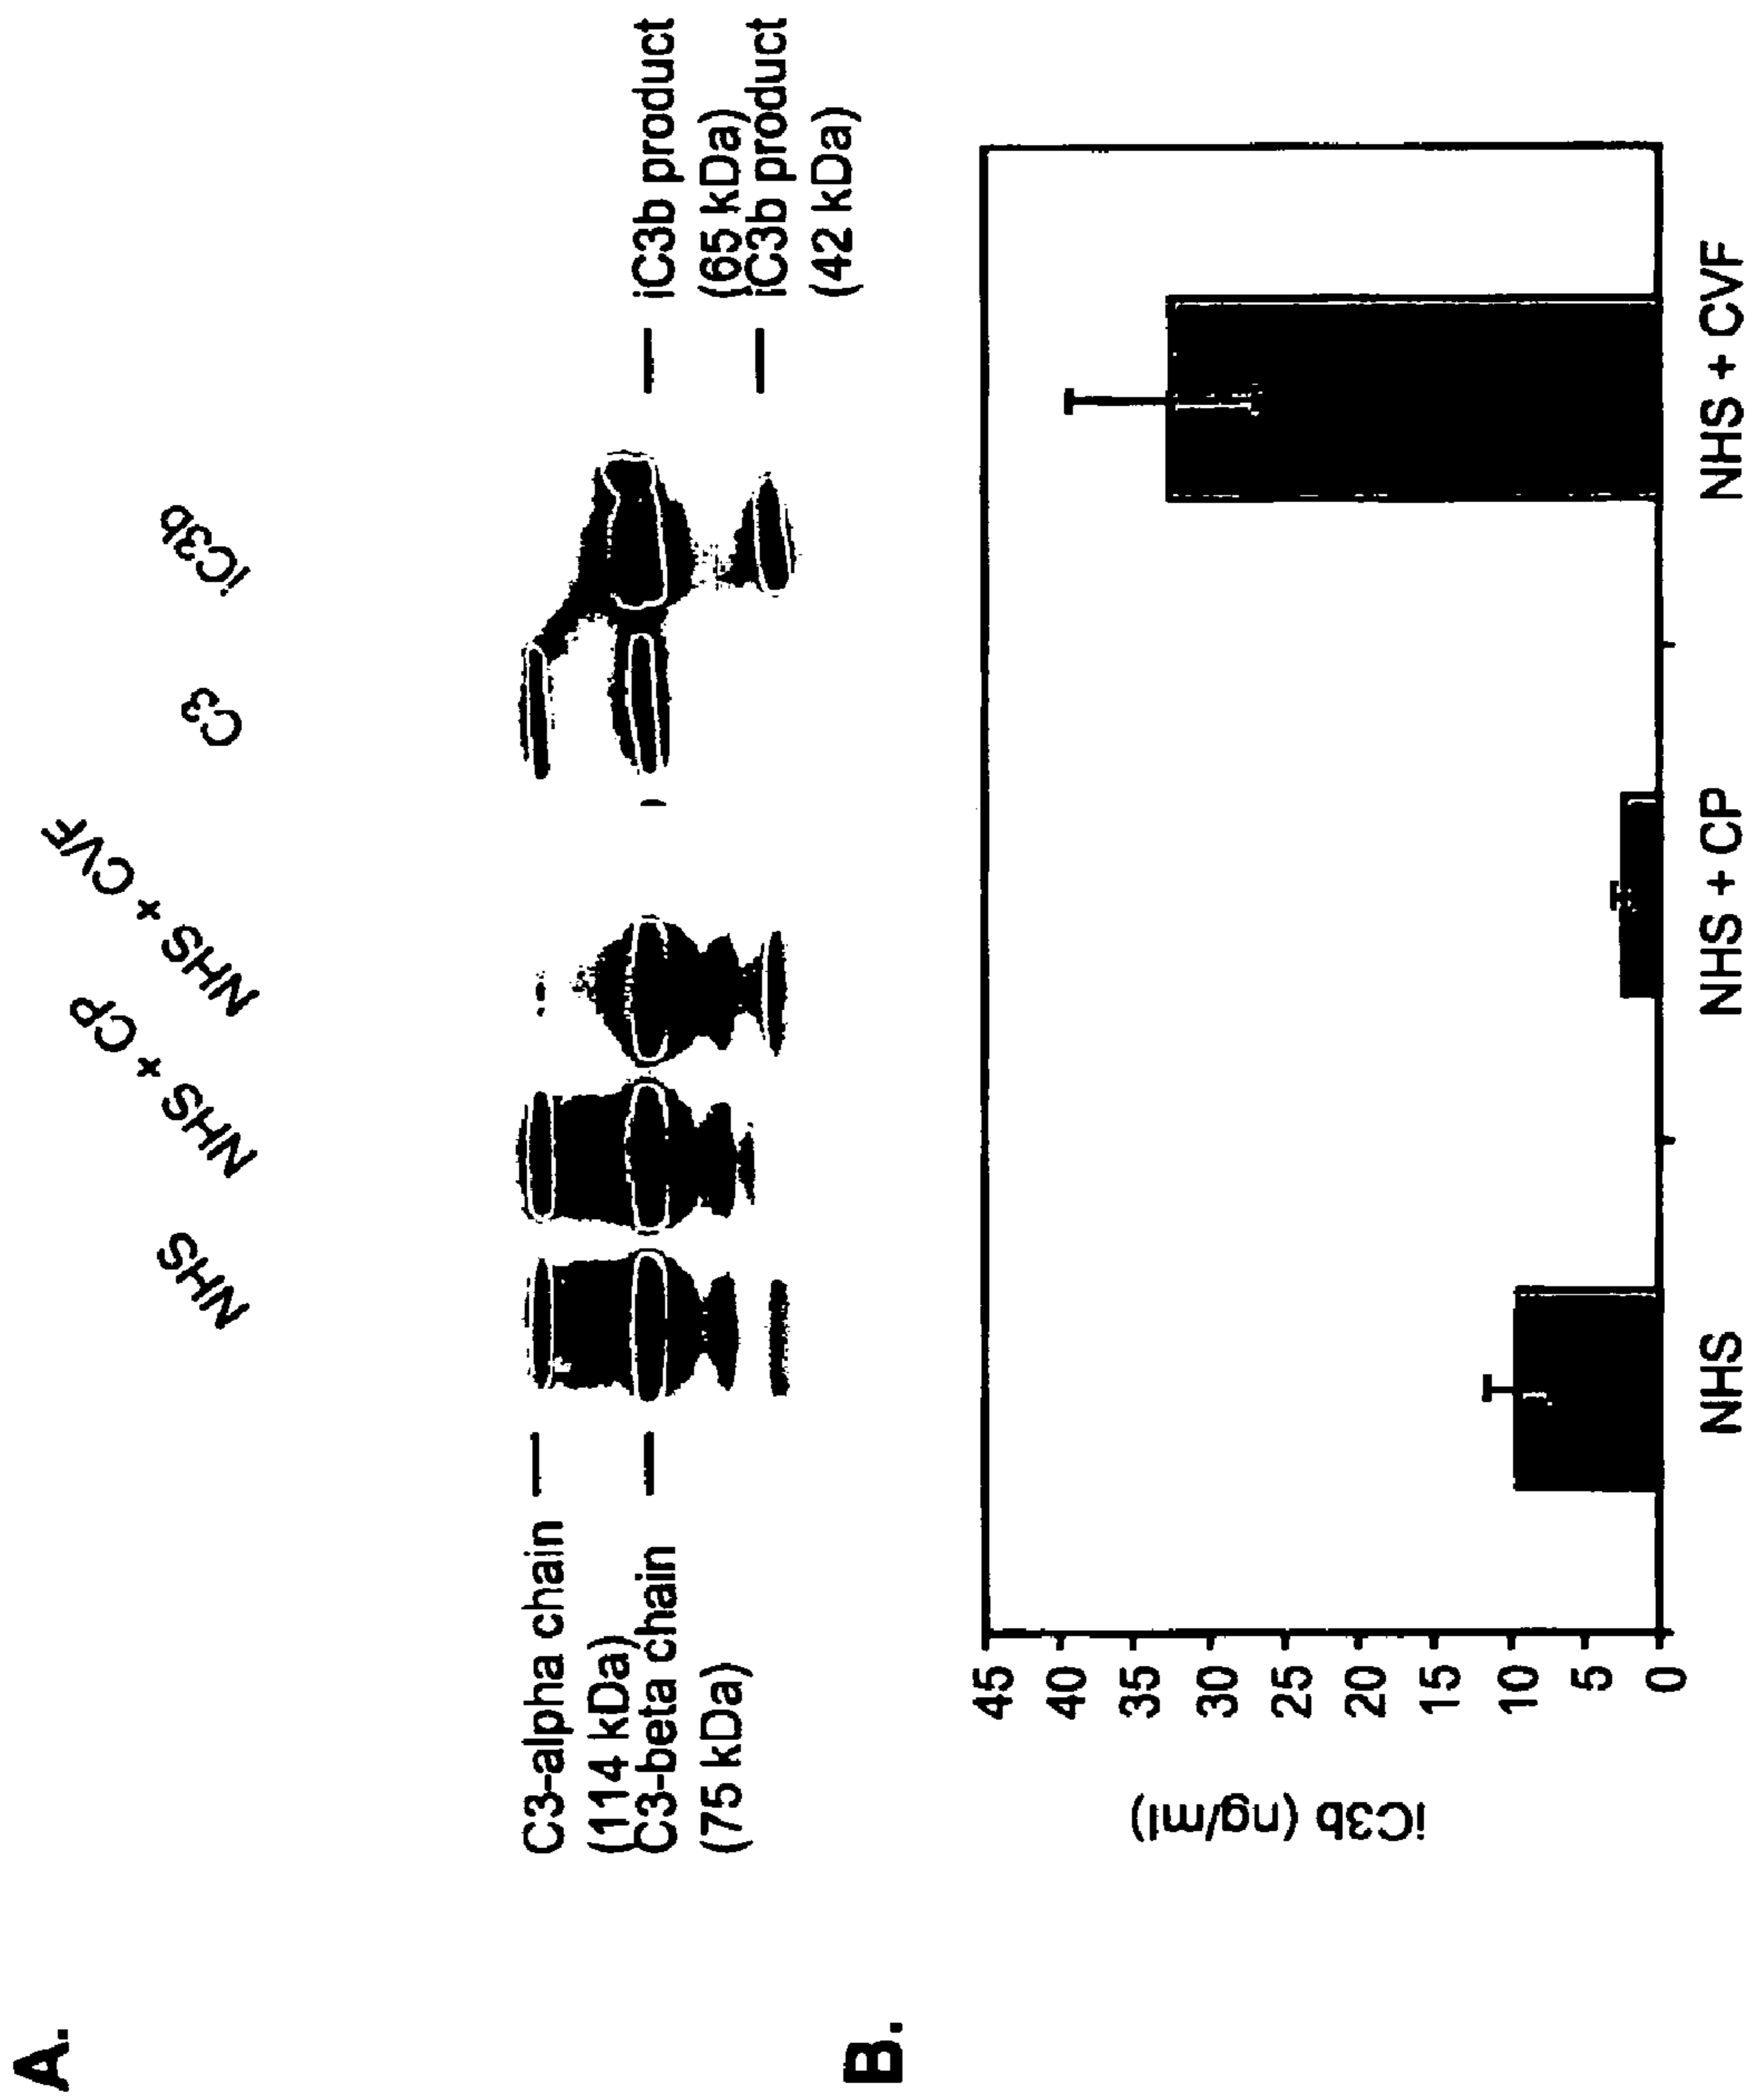 A.
NHS
NHS + CP
NHS + CVF
C3
iC3b
C3-alpha chain
(114 kDa)
C3-beta chain
(75 kDa)
iC3b product
(65 kDa)
iC3b product
(42 kDa)
B.
iC3b (ng/ml)
45
40
35
30
25
20
15
10
5
0
NHS
NHS + CP
NHS + CVF